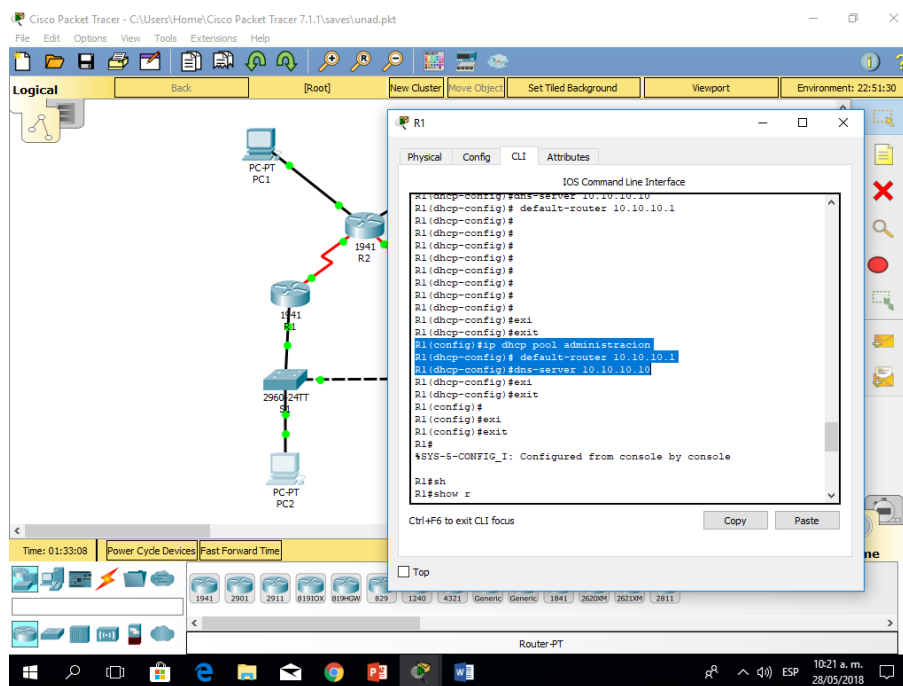 Cisco Packet Tracer - C:\Users\Home\Cisco Packet Tracer 7.1.1\saves\unad.pkt
File Edit Options View Tools Extensions Help
Logical
Back
[Root]
New Cluster
Move Object
Set Tiled Background
Viewport
Environment: 22:51:30
R1
Physical Config CLI Attributes
IOS Command Line Interface
R1(dhcp-config)#dns-server 10.10.10.10
R1(dhcp-config)# default-router 10.10.10.1
R1(dhcp-config)#
R1(dhcp-config)#
R1(dhcp-config)#
R1(dhcp-config)#
R1(dhcp-config)#
R1(dhcp-config)#
R1(dhcp-config)#
R1(dhcp-config)#
R1(dhcp-config)#exi
R1(dhcp-config)#exit
R1(config)#ip dhcp pool administracion
R1(dhcp-config)# default-router 10.10.10.1
R1(dhcp-config)#dns-server 10.10.10.10
R1(dhcp-config)#exi
R1(dhcp-config)#exit
R1(config)#
R1(config)#exi
R1(config)#exit
R1#
%SYS-5-CONFIG_I: Configured from console by console
R1#sh
R1#show r
Ctrl+F6 to exit CLI focus
Copy
Paste
Top
PC-PT
PC1
1941
R2
1941
R1
2960-24TT
S1
PC-PT
PC2
Time: 01:33:08
Power Cycle Devices
Fast Forward Time
1941 2901 2911 819IOX 819HGW 829 1240 4321 Generic Generic 1841 2620XM 2621XM 2811
Router-PT
ESP
10:21 a. m.
28/05/2018